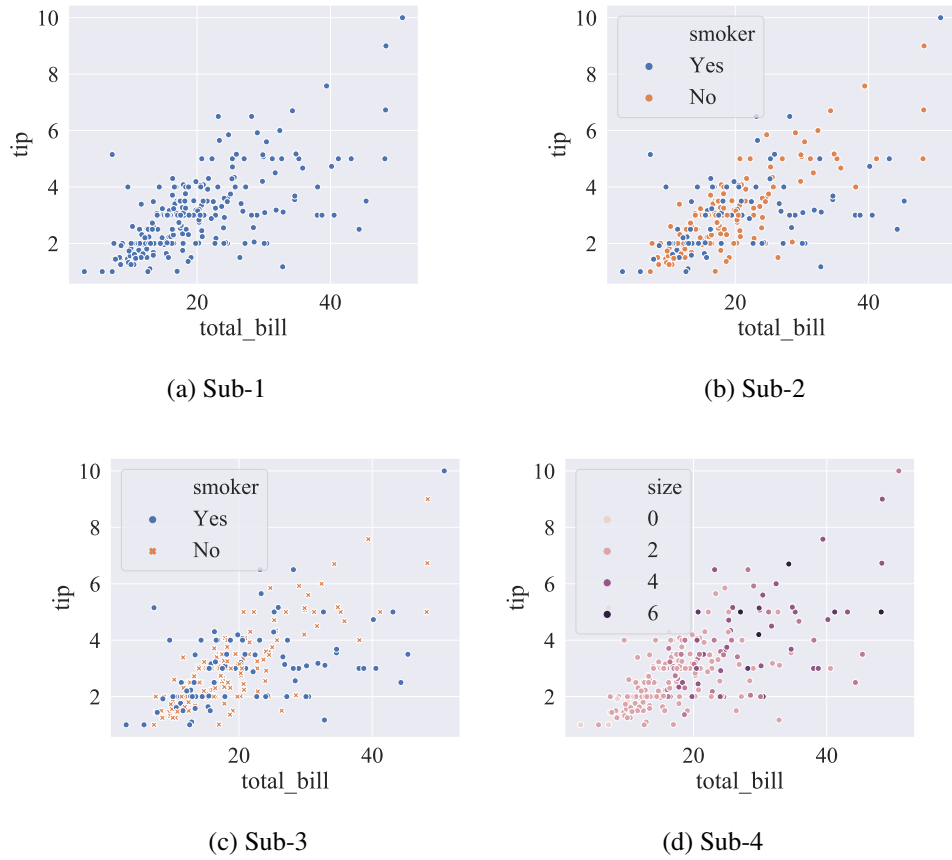 10
8
6
4
2
tip
20 40
total_bill
(a) Sub-1
smoker
Yes
No
10
8
6
4
2
tip
20 40
total_bill
(b) Sub-2
smoker
Yes
No
10
8
6
4
2
tip
20 40
total_bill
(c) Sub-3
size
0
2
4
6
10
8
6
4
2
tip
20 40
total_bill
(d) Sub-4